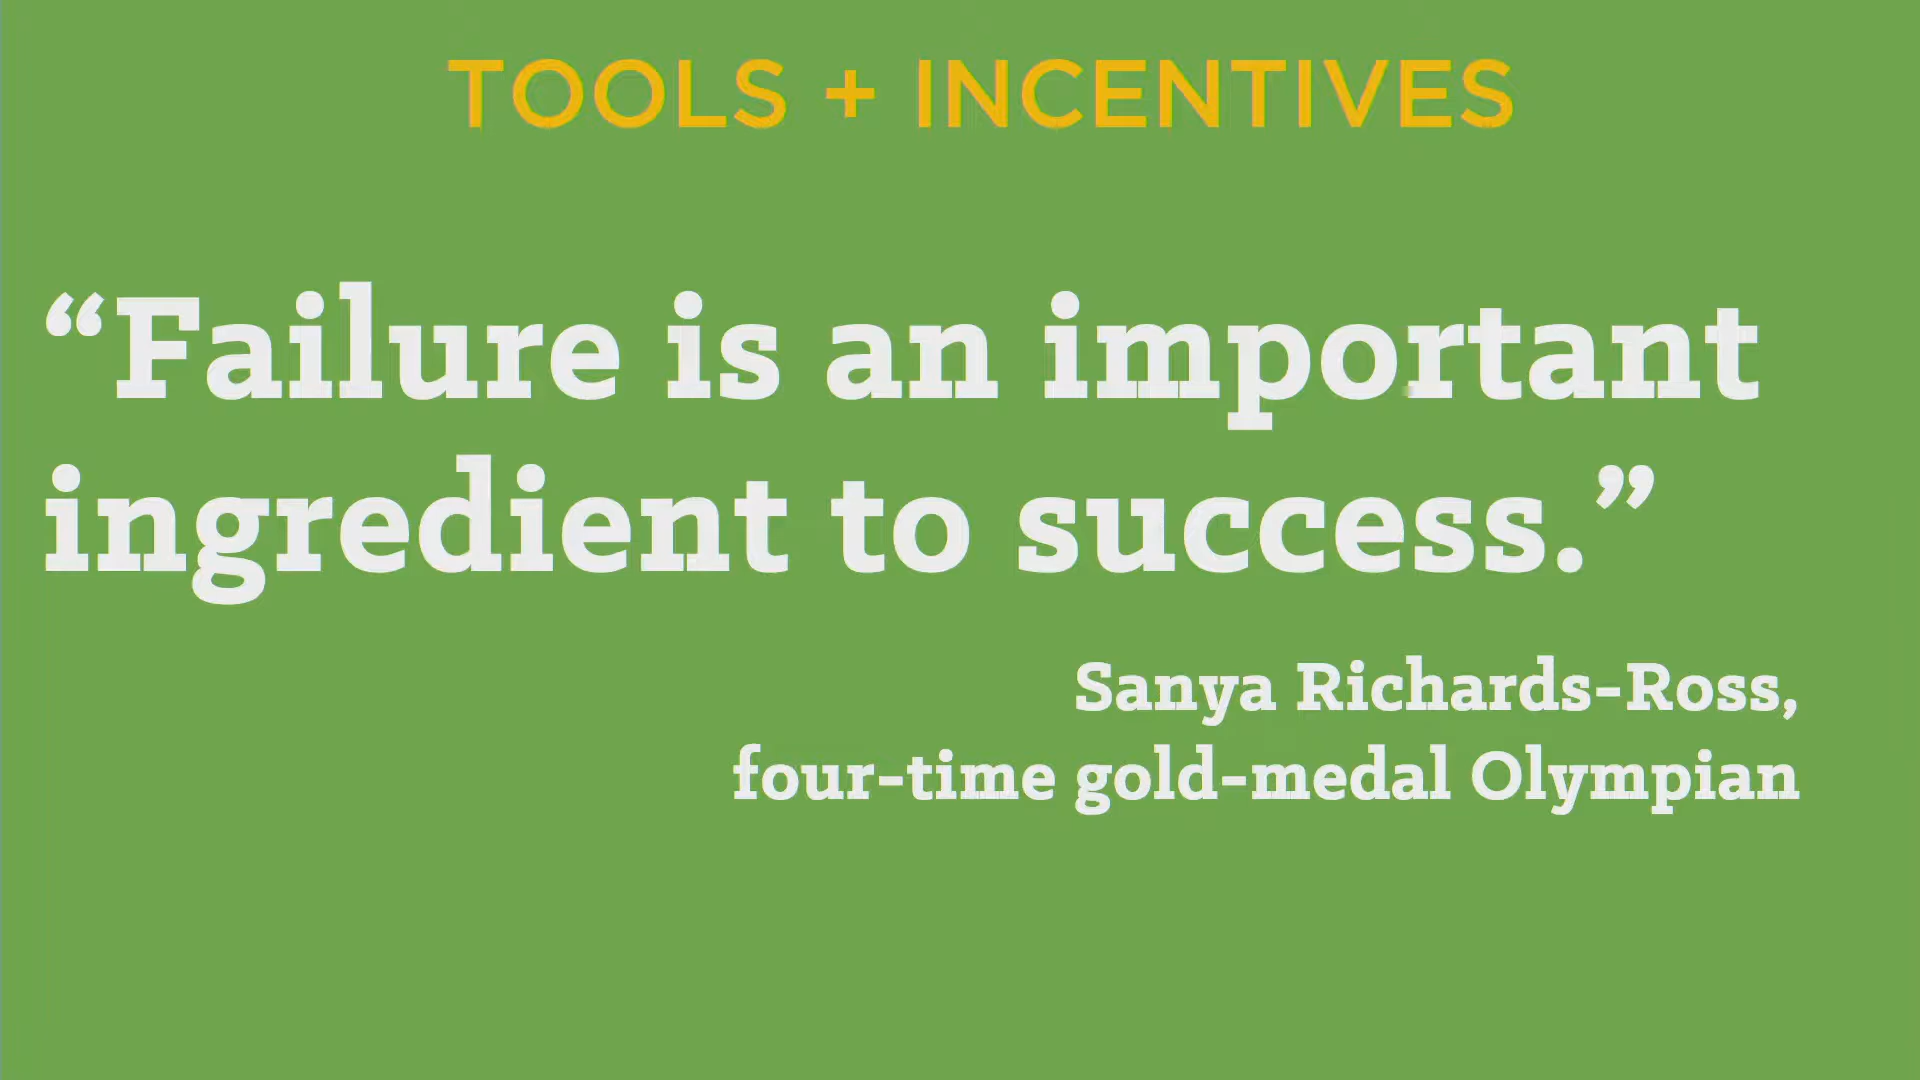 TOOLS + INCENTIVES
“Failure is an important
ingredient to success.”
Sanya Richards-Ross,
four-time gold-medal Olympian